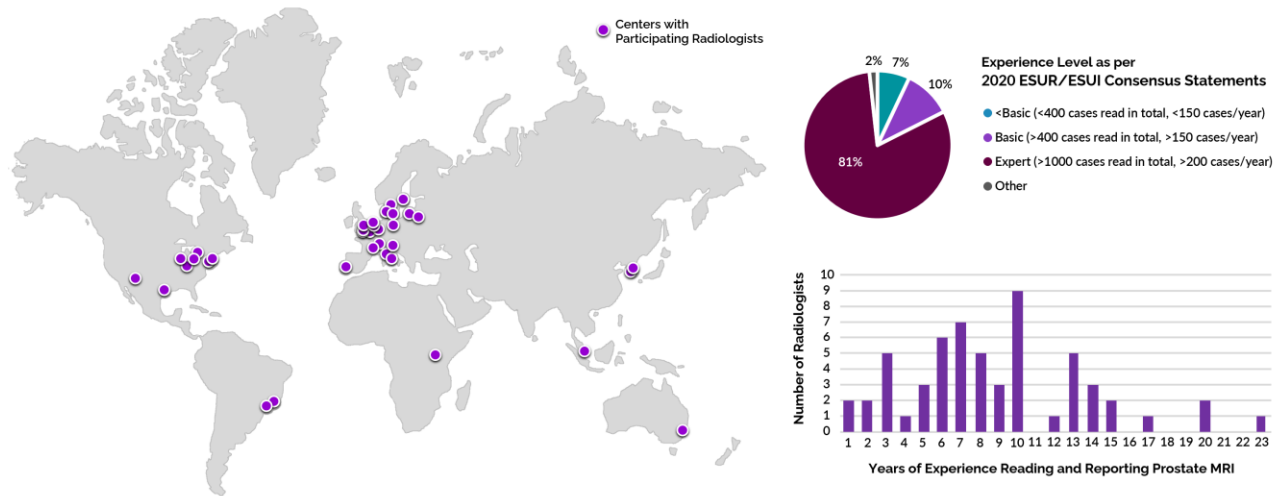 Centers with
Participating Radiologists
2% 7%
10%
81%
Experience Level as per
2020 ESUR/ESUI Consensus Statements
<Basic (<400 cases read in total, <150 cases/year)
Basic (>400 cases read in total, >150 cases/year)
Expert (>1000 cases read in total, >200 cases/year)
Other
Number of Radiologists
10
9
8
7
6
5
4
3
2
1
0
1 2 3 4 5 6 7 8 9 10 11 12 13 14 15 16 17 18 19 20 21 22 23
Years of Experience Reading and Reporting Prostate MRI